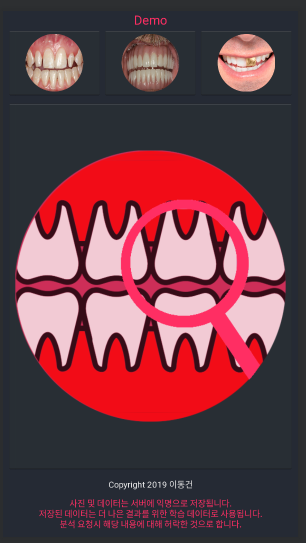 Demo
Copyright 2019 이동건
사진 및 데이터는 서버에 익명으로 저장됩니다.
저장된 데이터는 더 나은 결과를 위한 학습 데이터로 사용됩니다.
분석 요청시 해당 내용에 대해 허락한 것으로 합니다.